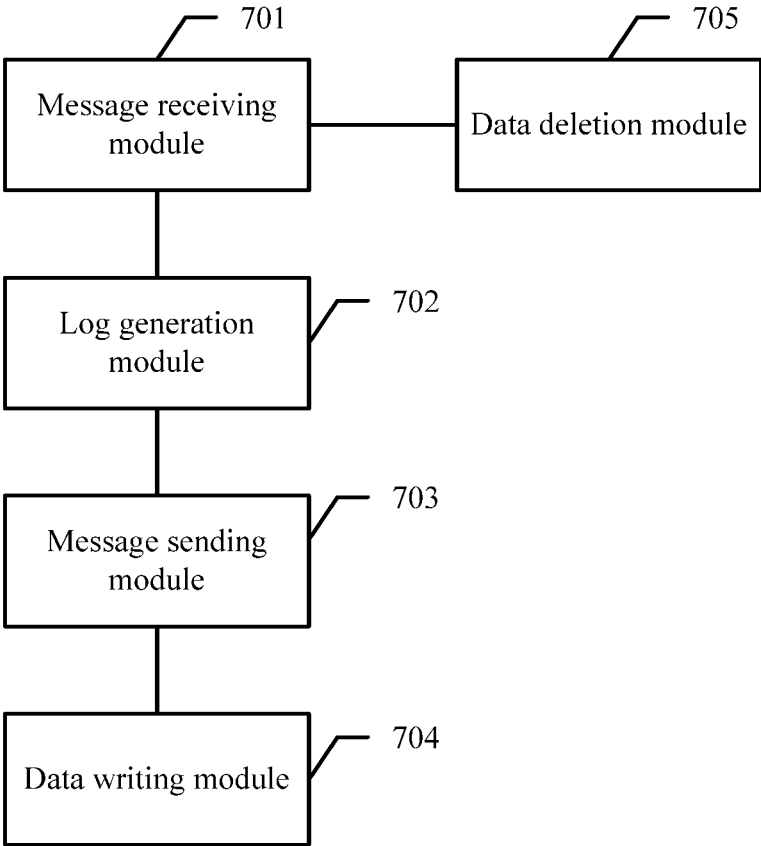 701
705
Message receiving
module
Data deletion module
702
Log generation
module
703
Message sending
module
704
Data writing module